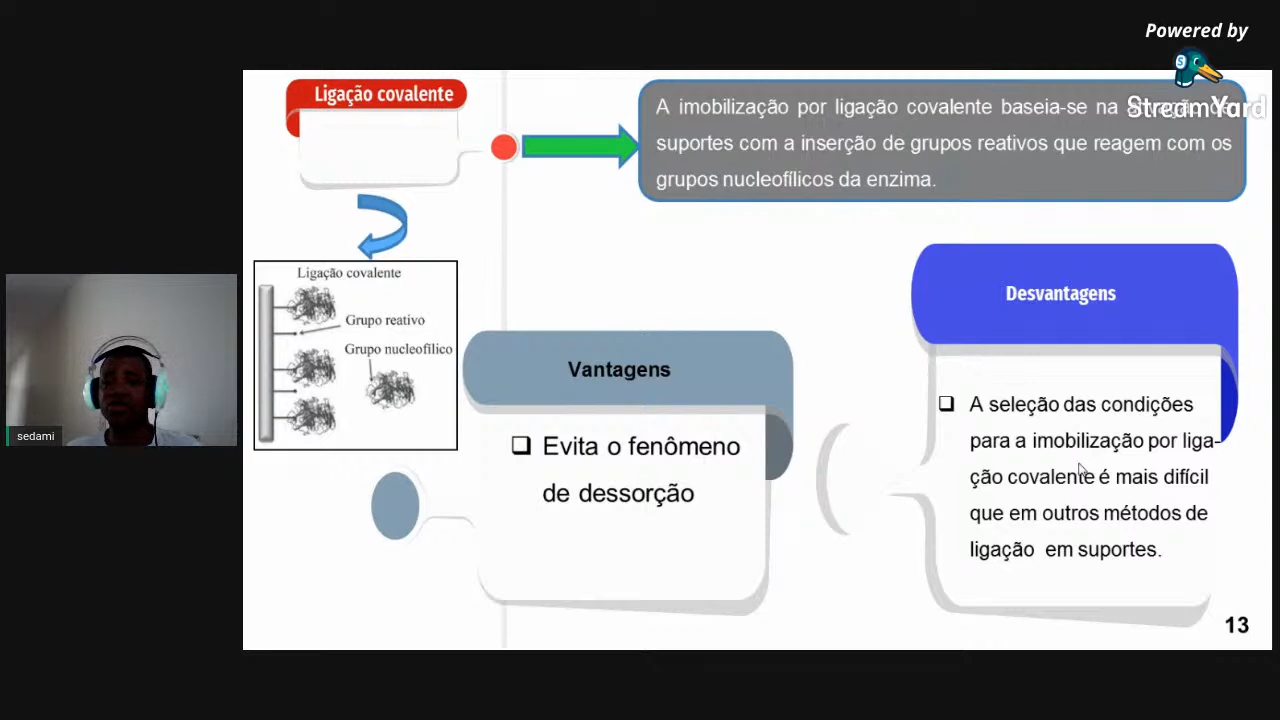 Powered by
StreamYard
Ligação covalente
A imobilização por ligação covalente baseia-se na
suportes com a inserção de grupos reativos que reagem com os
grupos nucleofílicos da enzima.
Ligação covalente
Grupo reativo
Grupo nucleofílico
Vantagens
❑ Evita o fenômeno
de dessorção
Desvantagens
❑ A seleção das condições
para a imobilização por liga-
ção covalente é mais difícil
que em outros métodos de
ligação em suportes.
sedami
13